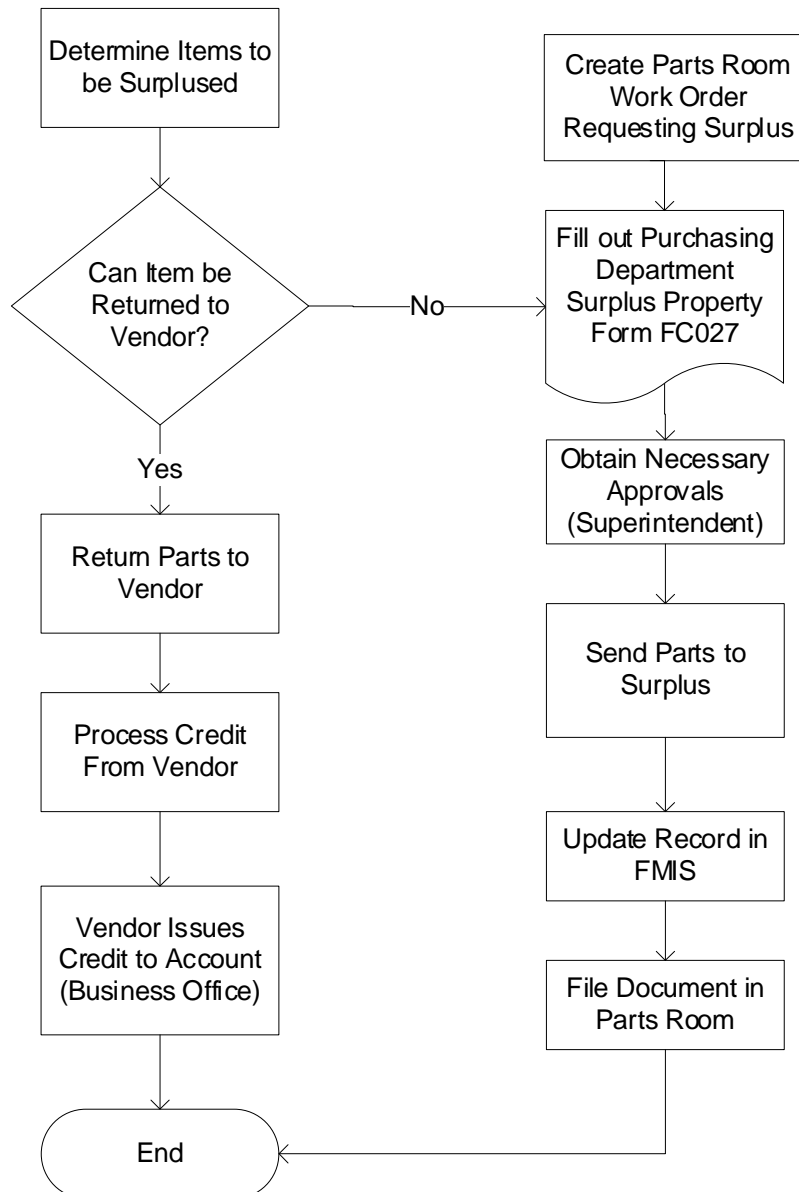 Determine Items to
be Surplused
Create Parts Room
Work Order
Requesting Surplus
Can Item be
Returned to
Vendor?
No
Fill out Purchasing
Department
Surplus Property
Form FC027
Yes
Obtain Necessary
Approvals
(Superintendent)
Return Parts to
Vendor
Send Parts to
Surplus
Process Credit
From Vendor
Update Record in
FMIS
Vendor Issues
Credit to Account
(Business Office)
File Document in
Parts Room
End